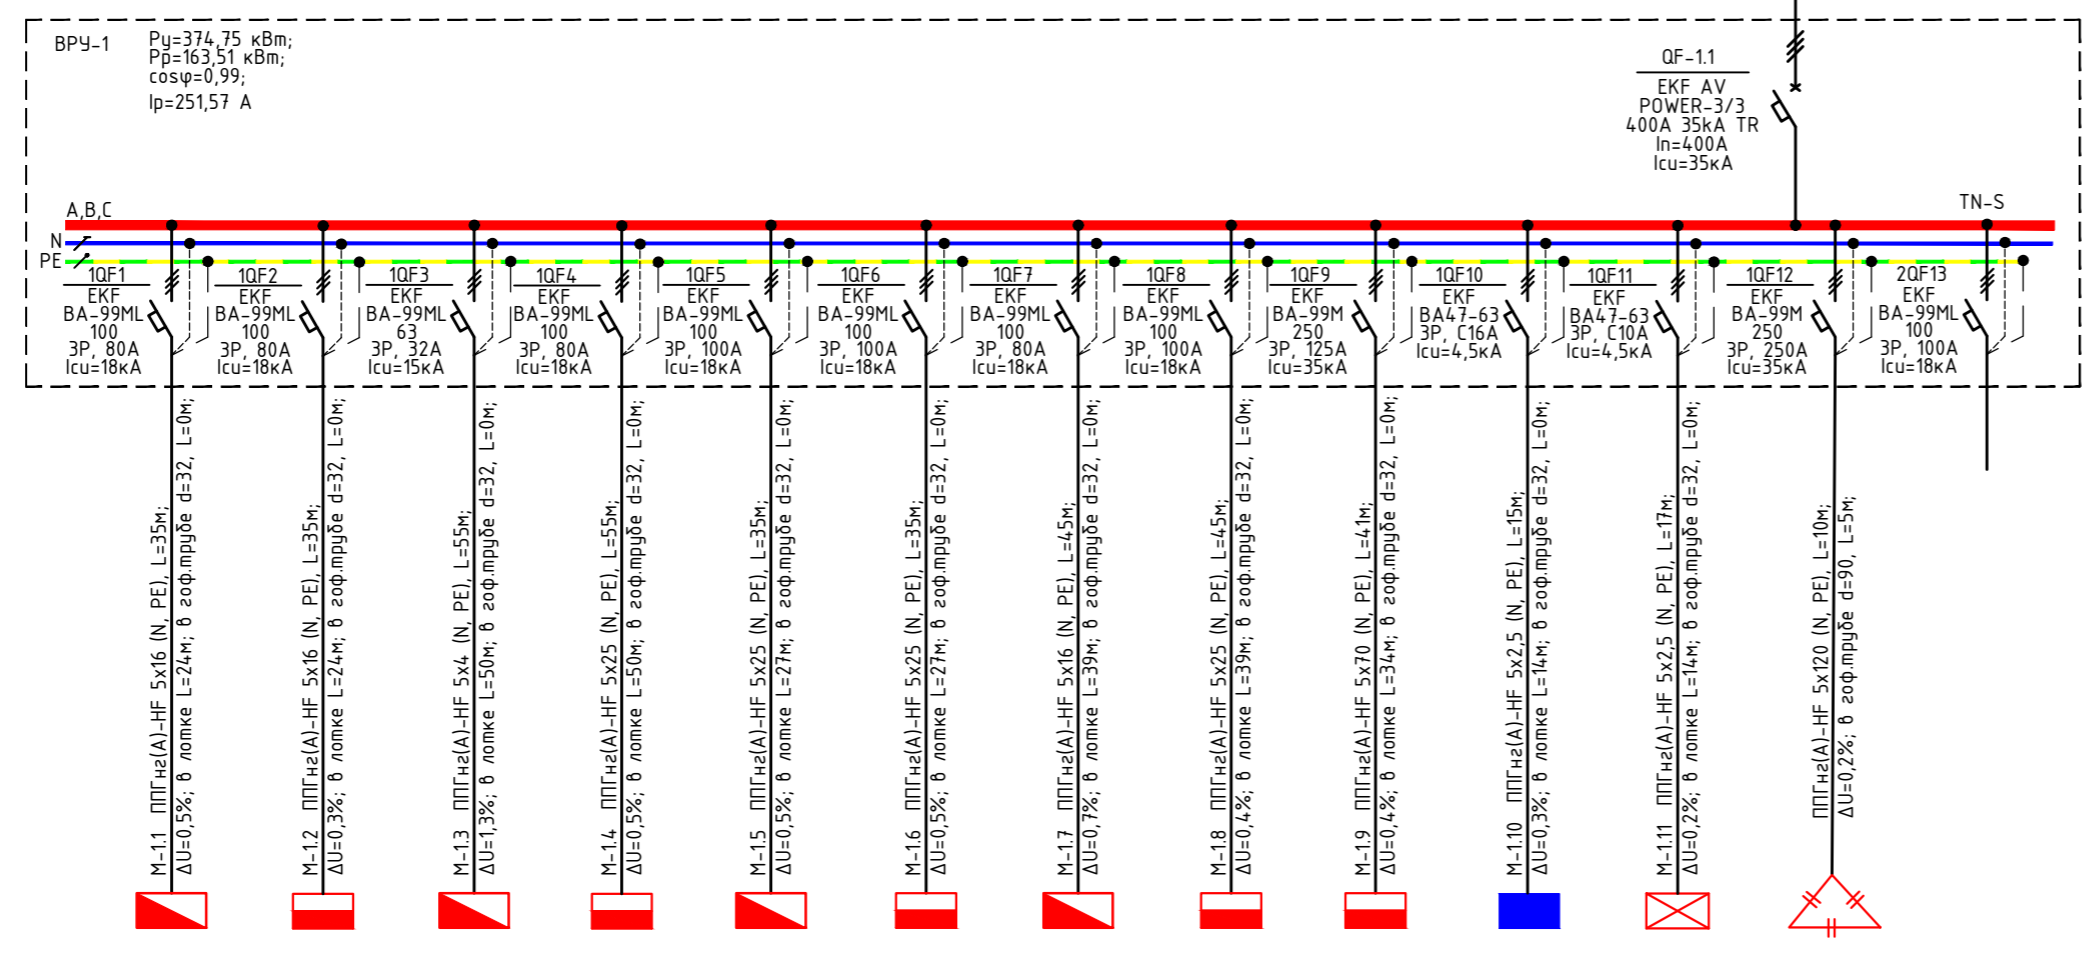 ВРУ-1
Ру=374,75 кВт;
Рр=163,51 кВт;
cosφ=0,99;
Iр=251,57 А
QF-1.1
EKF AV
POWER-3/3
400A 35kA TR
In=400A
Icu=35кА
A,B,C
TN-S
N
PE
1QF1
EKF
ВА-99ML
100
3P, 80A
Icu=18кА
1QF2
EKF
ВА-99ML
100
3P, 80A
Icu=18кА
1QF3
EKF
ВА-99ML
63
3P, 32A
Icu=15кА
1QF4
EKF
ВА-99ML
100
3P, 80A
Icu=18кА
1QF5
EKF
ВА-99ML
100
3P, 100A
Icu=18кА
1QF6
EKF
ВА-99ML
100
3P, 100A
Icu=18кА
1QF7
EKF
ВА-99ML
100
3P, 80A
Icu=18кА
1QF8
EKF
ВА-99ML
100
3P, 100A
Icu=18кА
1QF9
EKF
ВА-99М
250
3P, 125A
Icu=35кА
1QF10
EKF
ВА47-63
3P, C16A
Icu=4,5кА
1QF11
EKF
ВА47-63
3P, C10A
Icu=4,5кА
1QF12
EKF
ВА-99М
250
3P, 250A
Icu=35кА
2QF13
EKF
ВА-99ML
100
3P, 100A
Icu=18кА
М-1.1 ППГнг(А)-HF 5х16 (N, PE), L=35м;
ΔU=0,5%; в лотке L=24м; в гоф.трубе d=32, L=0м;
М-1.2 ППГнг(А)-HF 5х16 (N, PE), L=35м;
ΔU=0,3%; в лотке L=24м; в гоф.трубе d=32, L=0м;
М-1.3 ППГнг(А)-HF 5х4 (N, PE), L=55м;
ΔU=1,3%; в лотке L=50м; в гоф.трубе d=32, L=0м;
М-1.4 ППГнг(А)-HF 5х25 (N, PE), L=55м;
ΔU=0,5%; в лотке L=50м; в гоф.трубе d=32, L=0м;
М-1.5 ППГнг(А)-HF 5х25 (N, PE), L=35м;
ΔU=0,5%; в лотке L=27м; в гоф.трубе d=32, L=0м;
М-1.6 ППГнг(А)-HF 5х25 (N, PE), L=35м;
ΔU=0,5%; в лотке L=27м; в гоф.трубе d=32, L=0м;
М-1.7 ППГнг(А)-HF 5х16 (N, PE), L=45м;
ΔU=0,7%; в лотке L=39м; в гоф.трубе d=32, L=0м;
М-1.8 ППГнг(А)-HF 5х25 (N, PE), L=45м;
ΔU=0,4%; в лотке L=39м; в гоф.трубе d=32, L=0м;
М-1.9 ППГнг(А)-HF 5х70 (N, PE), L=41м;
ΔU=0,4%; в лотке L=34м; в гоф.трубе d=32, L=0м;
М-1.10 ППГнг(А)-HF 5х2,5 (N, PE), L=15м;
ΔU=0,3%; в лотке L=14м; в гоф.трубе d=32, L=0м;
М-1.11 ППГнг(А)-HF 5х2,5 (N, PE), L=17м;
ΔU=0,2%; в лотке L=14м; в гоф.трубе d=32, L=0м;
ППГнг(А)-HF 5х120 (N, PE), L=10м;
ΔU=0,2%; в гоф.трубе d=90, L=5м;